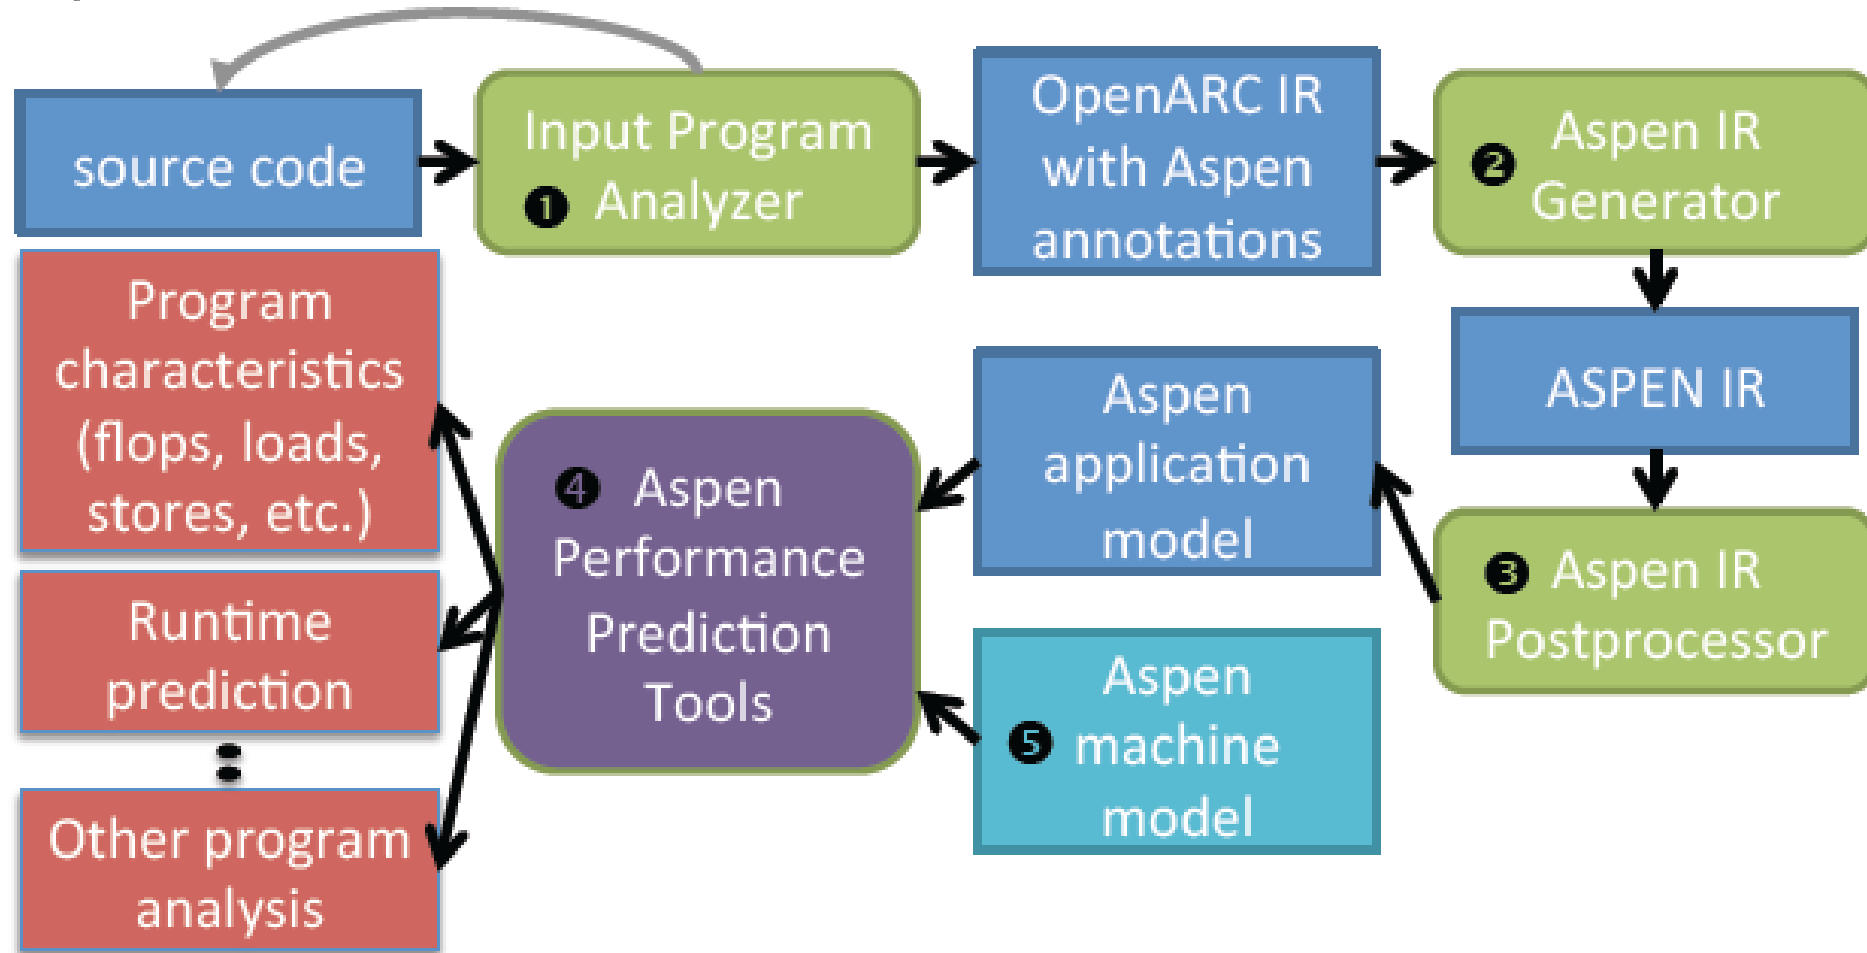 source code
Input Program
❶ Analyzer
OpenARC IR
with Aspen
annotations
❷ Aspen IR
Generator
ASPEN IR
❸ Aspen IR
Postprocessor
Aspen
application
model
❺ Aspen
machine
model
❹ Aspen
Performance
Prediction
Tools
Program
characteristics
(flops, loads,
stores, etc.)
Runtime
prediction
Other program
analysis